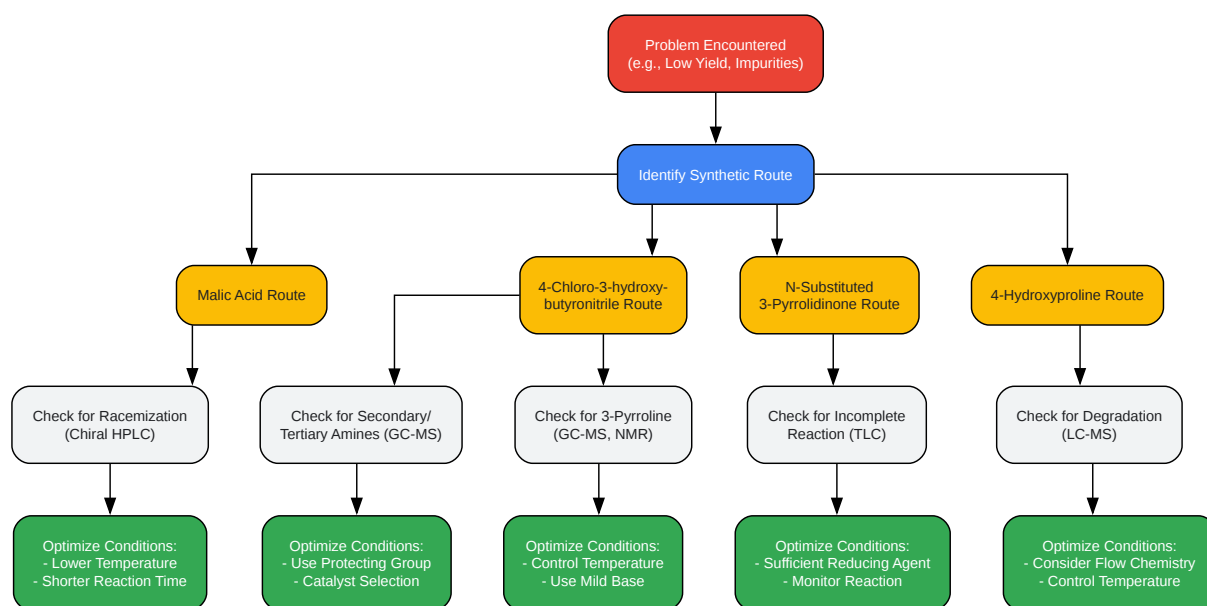 Problem Encountered
(e.g., Low Yield, Impurities)
Identify Synthetic Route
Malic Acid Route
4-Chloro-3-hydroxy-
butyronitrile Route
N-Substituted
3-Pyrrolidinone Route
4-Hydroxyproline Route
Check for Racemization
(Chiral HPLC)
Check for Secondary/
Tertiary Amines (GC-MS)
Check for 3-Pyrroline
(GC-MS, NMR)
Check for Incomplete
Reaction (TLC)
Check for Degradation
(LC-MS)
Optimize Conditions:
- Lower Temperature
- Shorter Reaction Time
Optimize Conditions:
- Use Protecting Group
- Catalyst Selection
Optimize Conditions:
- Control Temperature
- Use Mild Base
Optimize Conditions:
- Sufficient Reducing Agent
- Monitor Reaction
Optimize Conditions:
- Consider Flow Chemistry
- Control Temperature